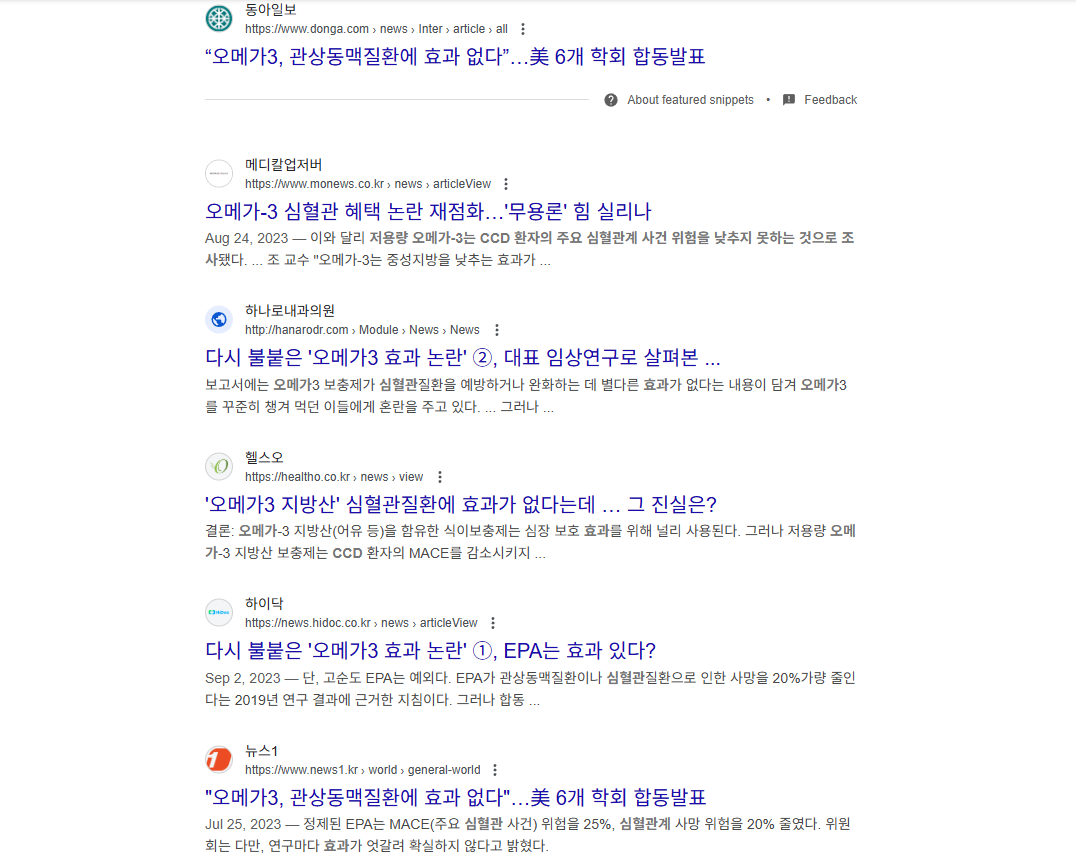 동아일보
https://www.donga.com › news › Inter › article › all
“오메가3, 관상동맥질환에 효과 없다”…美 6개 학회 합동발표
About featured snippets • Feedback
메디칼업저버
https://www.monews.co.kr › news › articleView
오메가-3 심혈관 혜택 논란 재점화…'무용론' 힘 실리나
Aug 24, 2023 — 이와 달리 저용량 오메가-3는 CCD 환자의 주요 심혈관계 사건 위험을 낮추지 못하는 것으로 조
사됐다. ... 조 교수 "오메가-3는 중성지방을 낮추는 효과가 ...
하나로내과의원
http://hanarodr.com › Module › News › News
다시 불붙은 '오메가3 효과 논란' ②, 대표 임상연구로 살펴본 ...
보고서에는 오메가3 보충제가 심혈관질환을 예방하거나 완화하는 데 별다른 효과가 없다는 내용이 담겨 오메가3
를 꾸준히 챙겨 먹던 이들에게 혼란을 주고 있다. ... 그러나 ...
헬스오
https://healtho.co.kr › news › view
'오메가3 지방산' 심혈관질환에 효과가 없다는데 … 그 진실은?
결론: 오메가-3 지방산(어유 등)을 함유한 식이보충제는 심장 보호 효과를 위해 널리 사용된다. 그러나 저용량 오메
가-3 지방산 보충제는 CCD 환자의 MACE를 감소시키지 ...
하이닥
https://news.hidoc.co.kr › news › articleView
다시 불붙은 '오메가3 효과 논란' ①, EPA는 효과 있다?
Sep 2, 2023 — 단, 고순도 EPA는 예외다. EPA가 관상동맥질환이나 심혈관질환으로 인한 사망을 20%가량 줄인
다는 2019년 연구 결과에 근거한 지침이다. 그러나 합동 ...
뉴스1
https://www.news1.kr › world › general-world
"오메가3, 관상동맥질환에 효과 없다"…美 6개 학회 합동발표
Jul 25, 2023 — 정제된 EPA는 MACE(주요 심혈관 사건) 위험을 25%, 심혈관계 사망 위험을 20% 줄였다. 위원
회는 다만, 연구마다 효과가 엇갈려 확실하지 않다고 밝혔다.